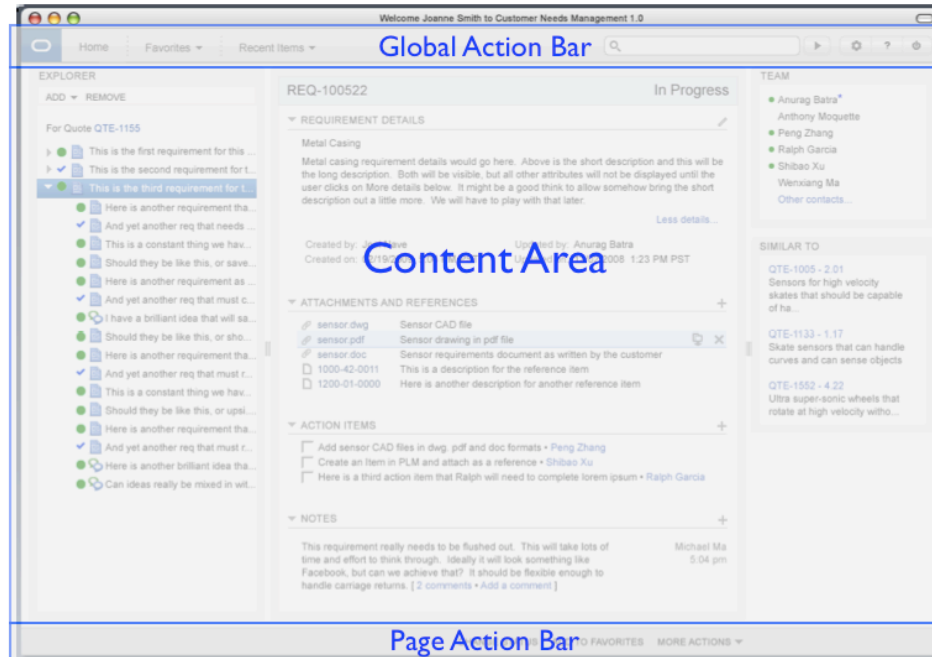 Welcome Joanne Smith to Customer Needs Management 1.0
Home Favorites Recent Items Global Action Bar ?
EXPLORER
ADD REMOVE
For Quote QTE-1155
This is the first requirement for this ...
This is the second requirement for t...
This is the third requirement for t...
Here is another requirement tha...
And yet another req that needs ...
This is a constant thing we hav...
Should they be like this, or save...
Here is another requirement as ...
And yet another req that must c...
I have a brilliant idea that will sa...
Should they be like this, or sho...
Here is another requirement tha...
And yet another req that must r...
This is a constant thing we hav...
Should they be like this, or upsi...
Here is another requirement tha...
And yet another req that must r...
Here is another brilliant idea tha...
Can ideas really be mixed in wit...
REQ-100522 In Progress
REQUIREMENT DETAILS
Metal Casing
Metal casing requirement details would go here. Above is the short description and this will be
the long description. Both will be visible, but all other attributes will not be displayed until the
user clicks on More details below. It might be a good think to allow somehow bring the short
description out a little more. We will have to play with that later.
Less details...
Created by: Updated by: Anurag Batra
Created on: 2008 1:23 PM PST
Content Area
ATTACHMENTS AND REFERENCES
sensor.dwg Sensor CAD file
sensor.pdf Sensor drawing in pdf file
sensor.doc Sensor requirements document as written by the customer
1000-42-0011 This is a description for the reference item
1200-01-0000 Here is another description for another reference item
ACTION ITEMS
Add sensor CAD files in dwg. pdf and doc formats • Peng Zhang
Create an Item in PLM and attach as a reference • Shibao Xu
Here is a third action item that Ralph will need to complete lorem ipsum • Ralph Garcia
NOTES
This requirement really needs to be flushed out. This will take lots of
time and effort to think through. Ideally it will look something like
Facebook, but can we achieve that? It should be flexible enough to
handle carriage returns. [ 2 comments • Add a comment ]
Michael Ma
5:04 pm
TEAM
Anurag Batra*
Anthony Moquette
Peng Zhang
Ralph Garcia
Shibao Xu
Wenxiang Ma
Other contacts...
SIMILAR TO
QTE-1005 - 2.01
Sensors for high velocity
skates that should be capable
of ha...
QTE-1133 - 1.17
Skate sensors that can handle
curves and can sense objects
QTE-1552 - 4.22
Ultra super-sonic wheels that
rotate at high velocity witho...
Page Action Bar TO FAVORITES MORE ACTIONS